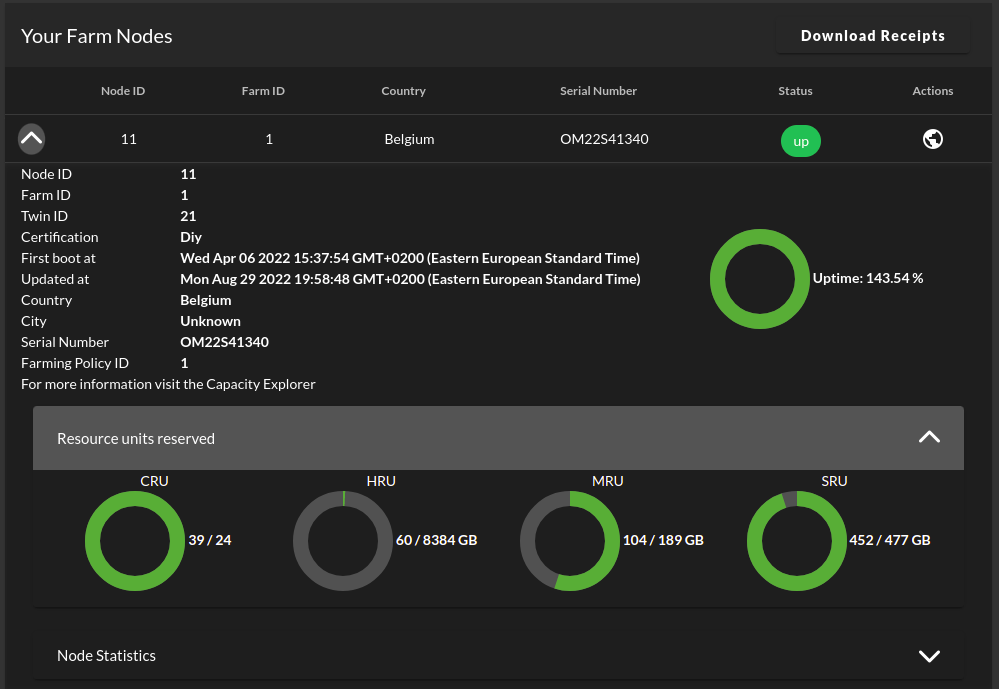 Your Farm Nodes Download Receipts
Node ID Farm ID Country Serial Number Status Actions
11 1 Belgium OM22S41340 up
Node ID 11
Farm ID 1
Twin ID 21
Certification Diy
First boot at Wed Apr 06 2022 15:37:54 GMT+0200 (Eastern European Standard Time)
Updated at Mon Aug 29 2022 19:58:48 GMT+0200 (Eastern European Standard Time)
Uptime: 143.54 %
Country Belgium
City Unknown
Serial Number OM22S41340
Farming Policy ID 1
For more information visit the Capacity Explorer
Resource units reserved
CRU HRU MRU SRU
39 / 24 60 / 8384 GB 104 / 189 GB 452 / 477 GB
Node Statistics